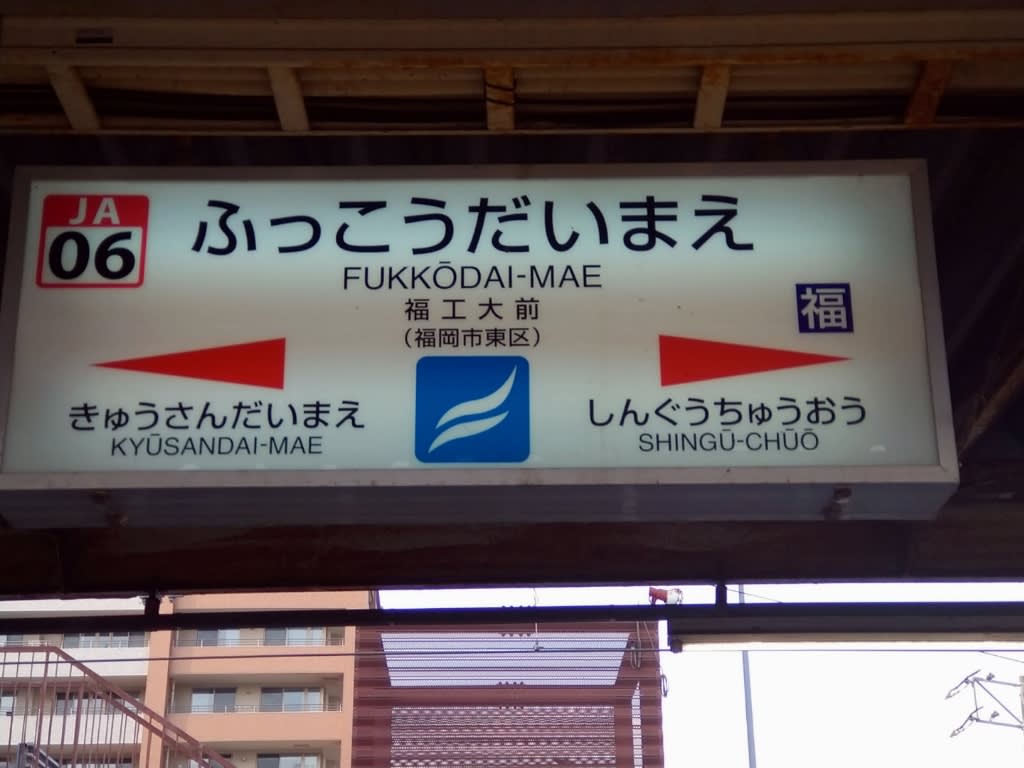 JA
06
ふっこうだいまえ
FUKKŌDAI-MAE
福工大前
(福岡市東区)
福
きゅうさんだいまえ
KYŪSANDAI-MAE
しんぐうちゅうおう
SHINGŪ-CHŪŌ